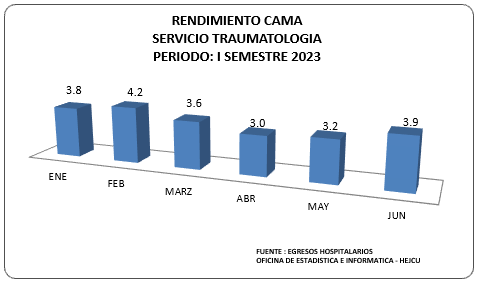 RENDIMIENTO CAMA
SERVICIO TRAUMATOLOGIA
PERIODO: I SEMESTRE 2023
3.8
4.2
3.6
3.0
3.2
3.9
ENE
FEB
MARZ
ABR
MAY
JUN
FUENTE : EGRESOS HOSPITALARIOS
OFICINA DE ESTADISTICA E INFORMATICA - HEJCU